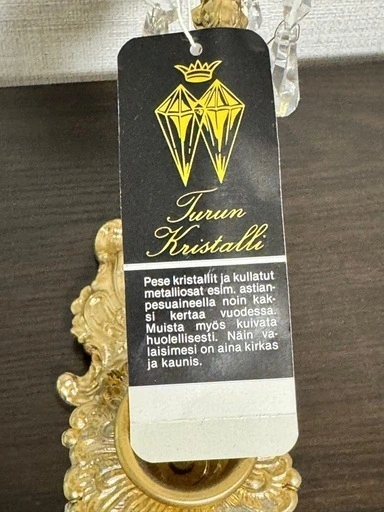 Turun
Kristalli
Pese kristallit ja kullatut
metalliosat esim. astian-
pesuaineella noin kak-
si kertaa vuodessa.
Muista myös kuivata
huolellisesti. Näin va-
laisimesi on aina kirkas
ja kaunis.